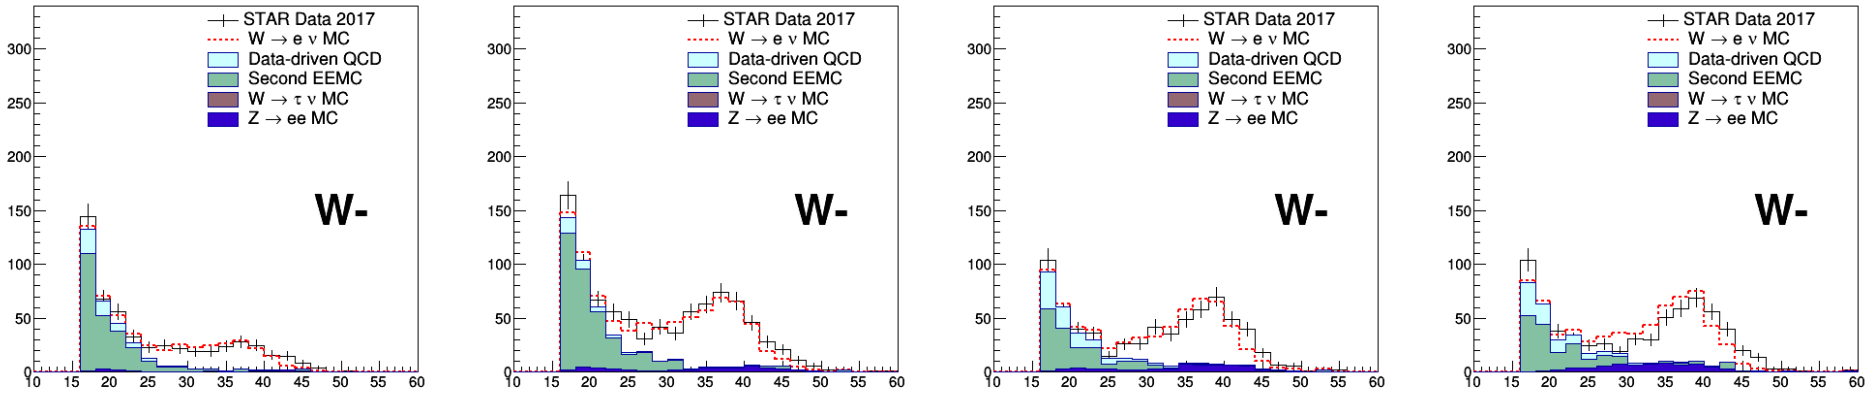 STAR Data 2017
W → e ν MC
Data-driven QCD
Second EEMC
W → τ ν MC
Z → ee MC
W-
300
250
200
150
100
50
0
10 15 20 25 30 35 40 45 50 55 60
STAR Data 2017
W → e ν MC
Data-driven QCD
Second EEMC
W → τ ν MC
Z → ee MC
W-
300
250
200
150
100
50
0
10 15 20 25 30 35 40 45 50 55 60
STAR Data 2017
W → e ν MC
Data-driven QCD
Second EEMC
W → τ ν MC
Z → ee MC
W-
300
250
200
150
100
50
0
10 15 20 25 30 35 40 45 50 55 60
STAR Data 2017
W → e ν MC
Data-driven QCD
Second EEMC
W → τ ν MC
Z → ee MC
W-
300
250
200
150
100
50
0
10 15 20 25 30 35 40 45 50 55 60